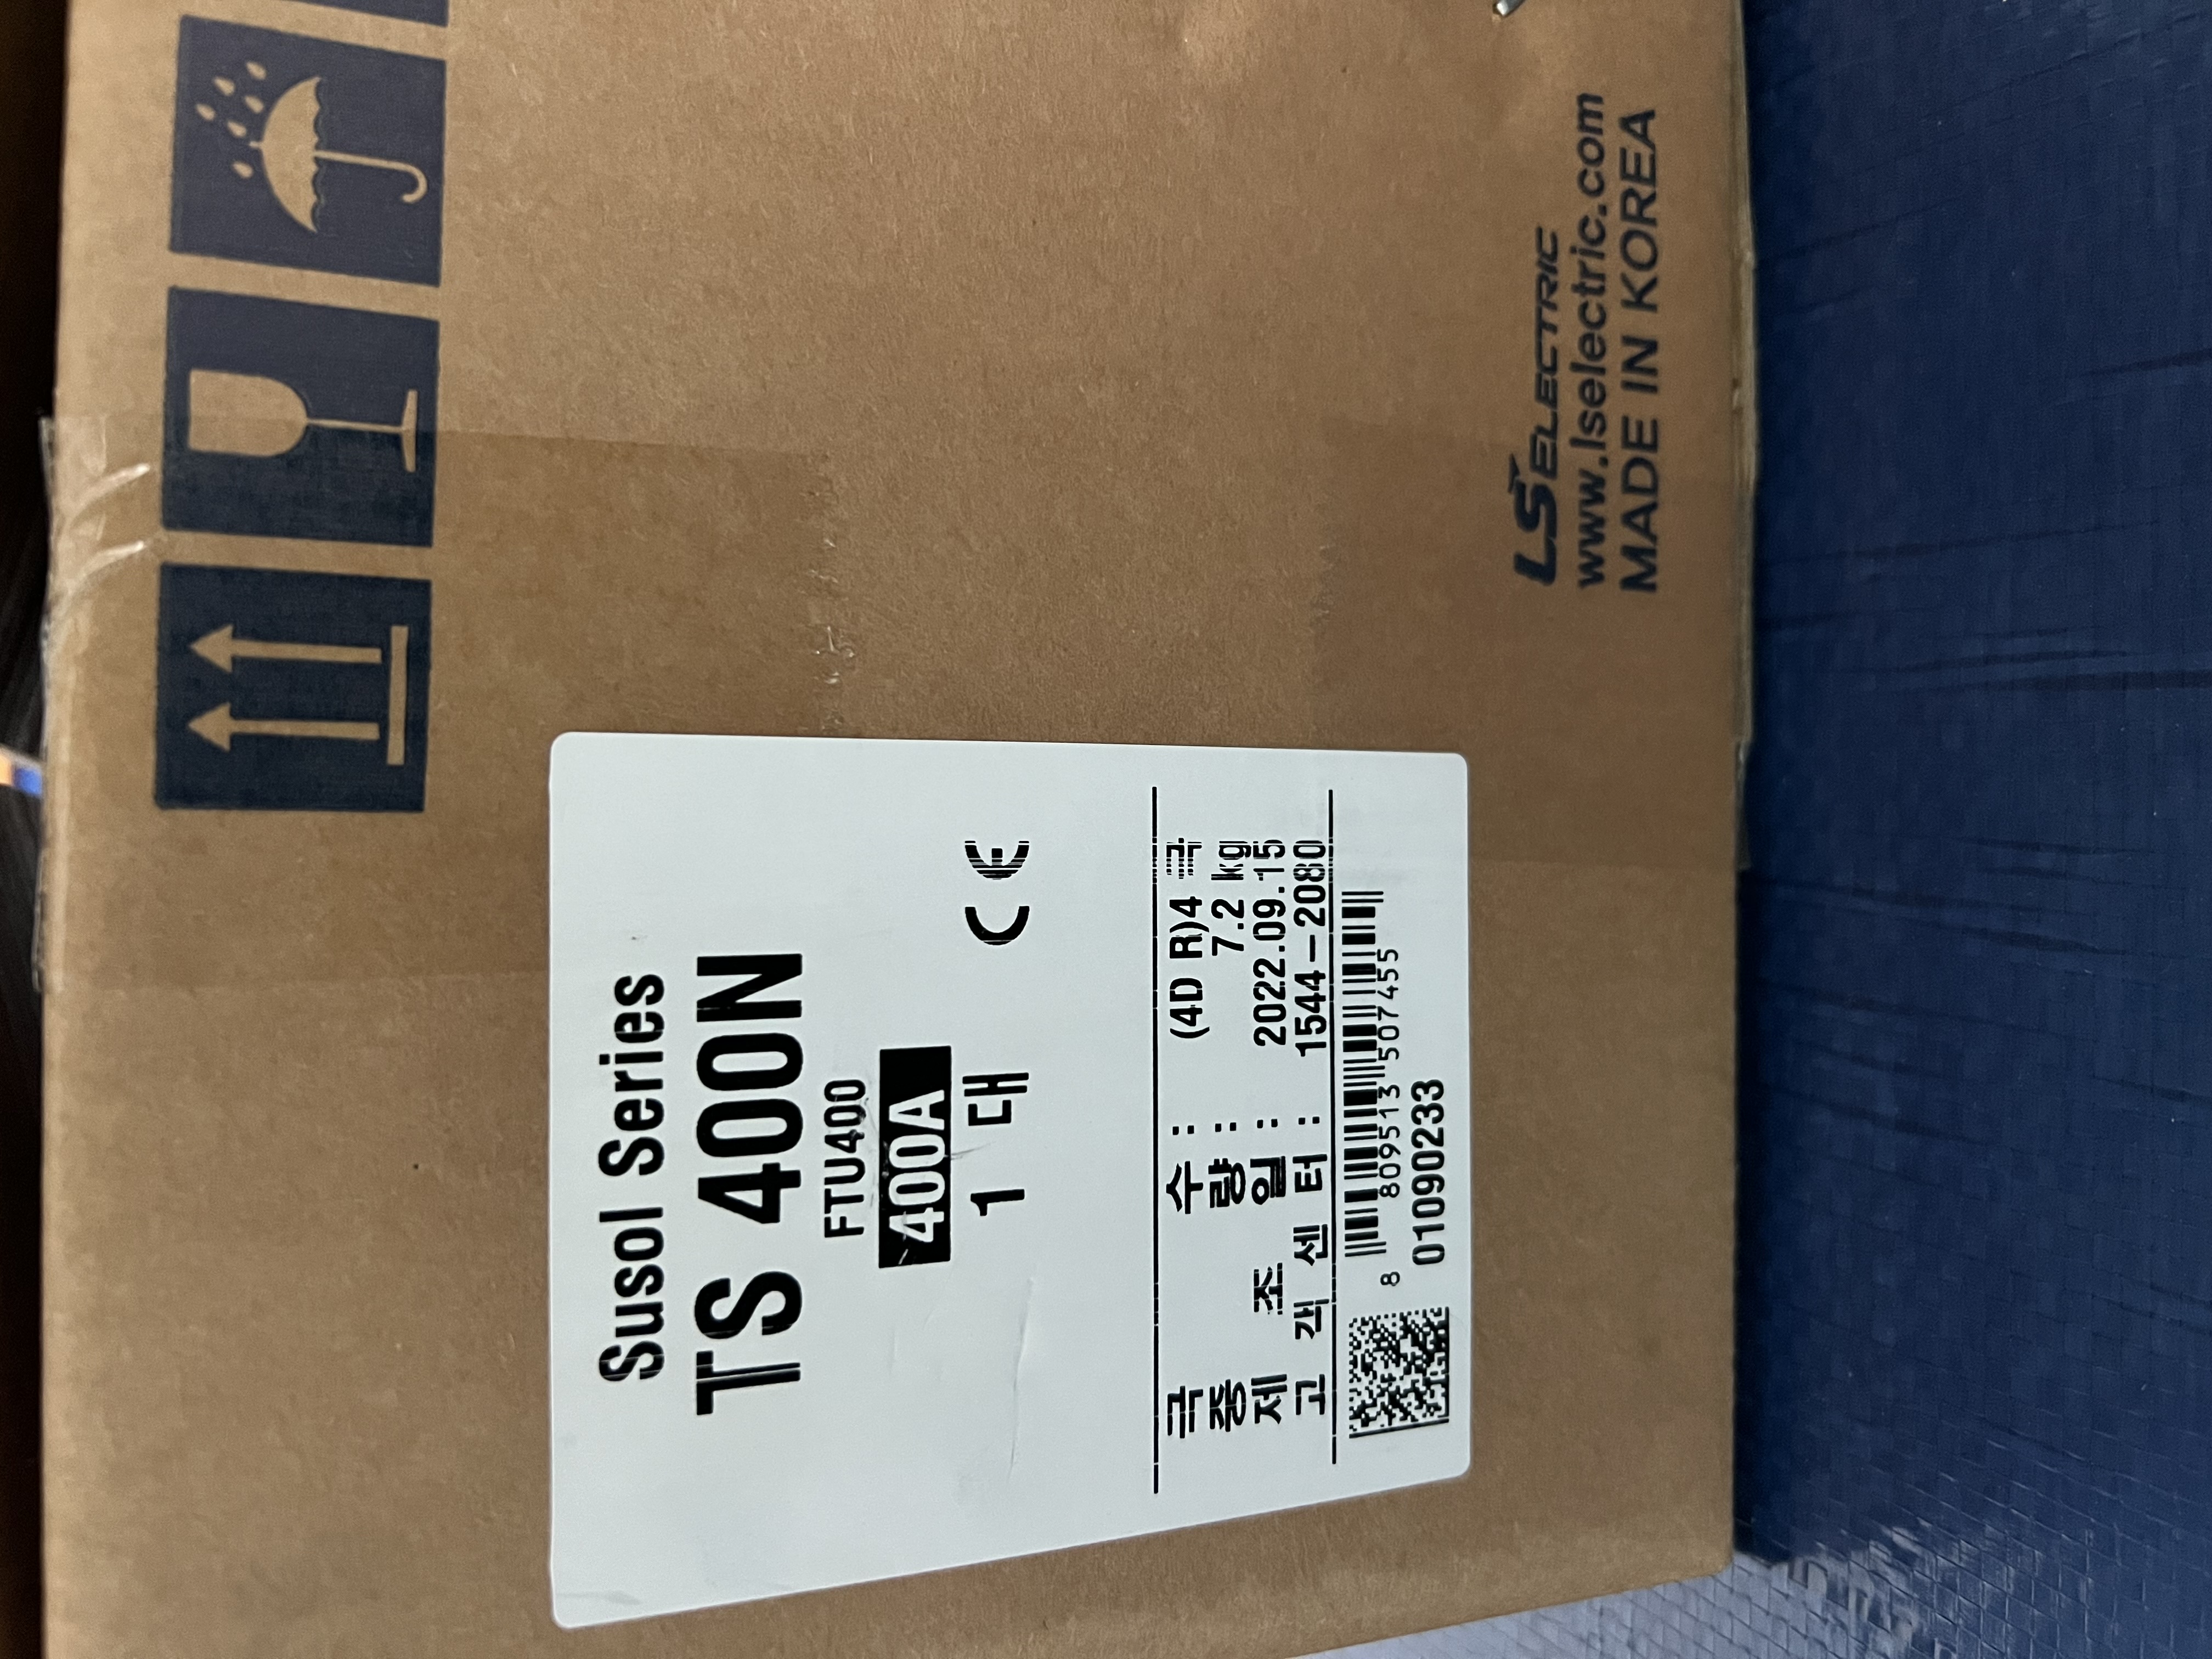 Susol Series
TS 400N
FTU400
400A
1 대
CE
극 수 : (4D R)4 극
중 량 : 7.2 kg
제 조 일 : 2022.09.15
고 객 센 터 : 1544-2080
8 809513 507455
01090233
LS ELECTRIC
www.lselectric.com
MADE IN KOREA